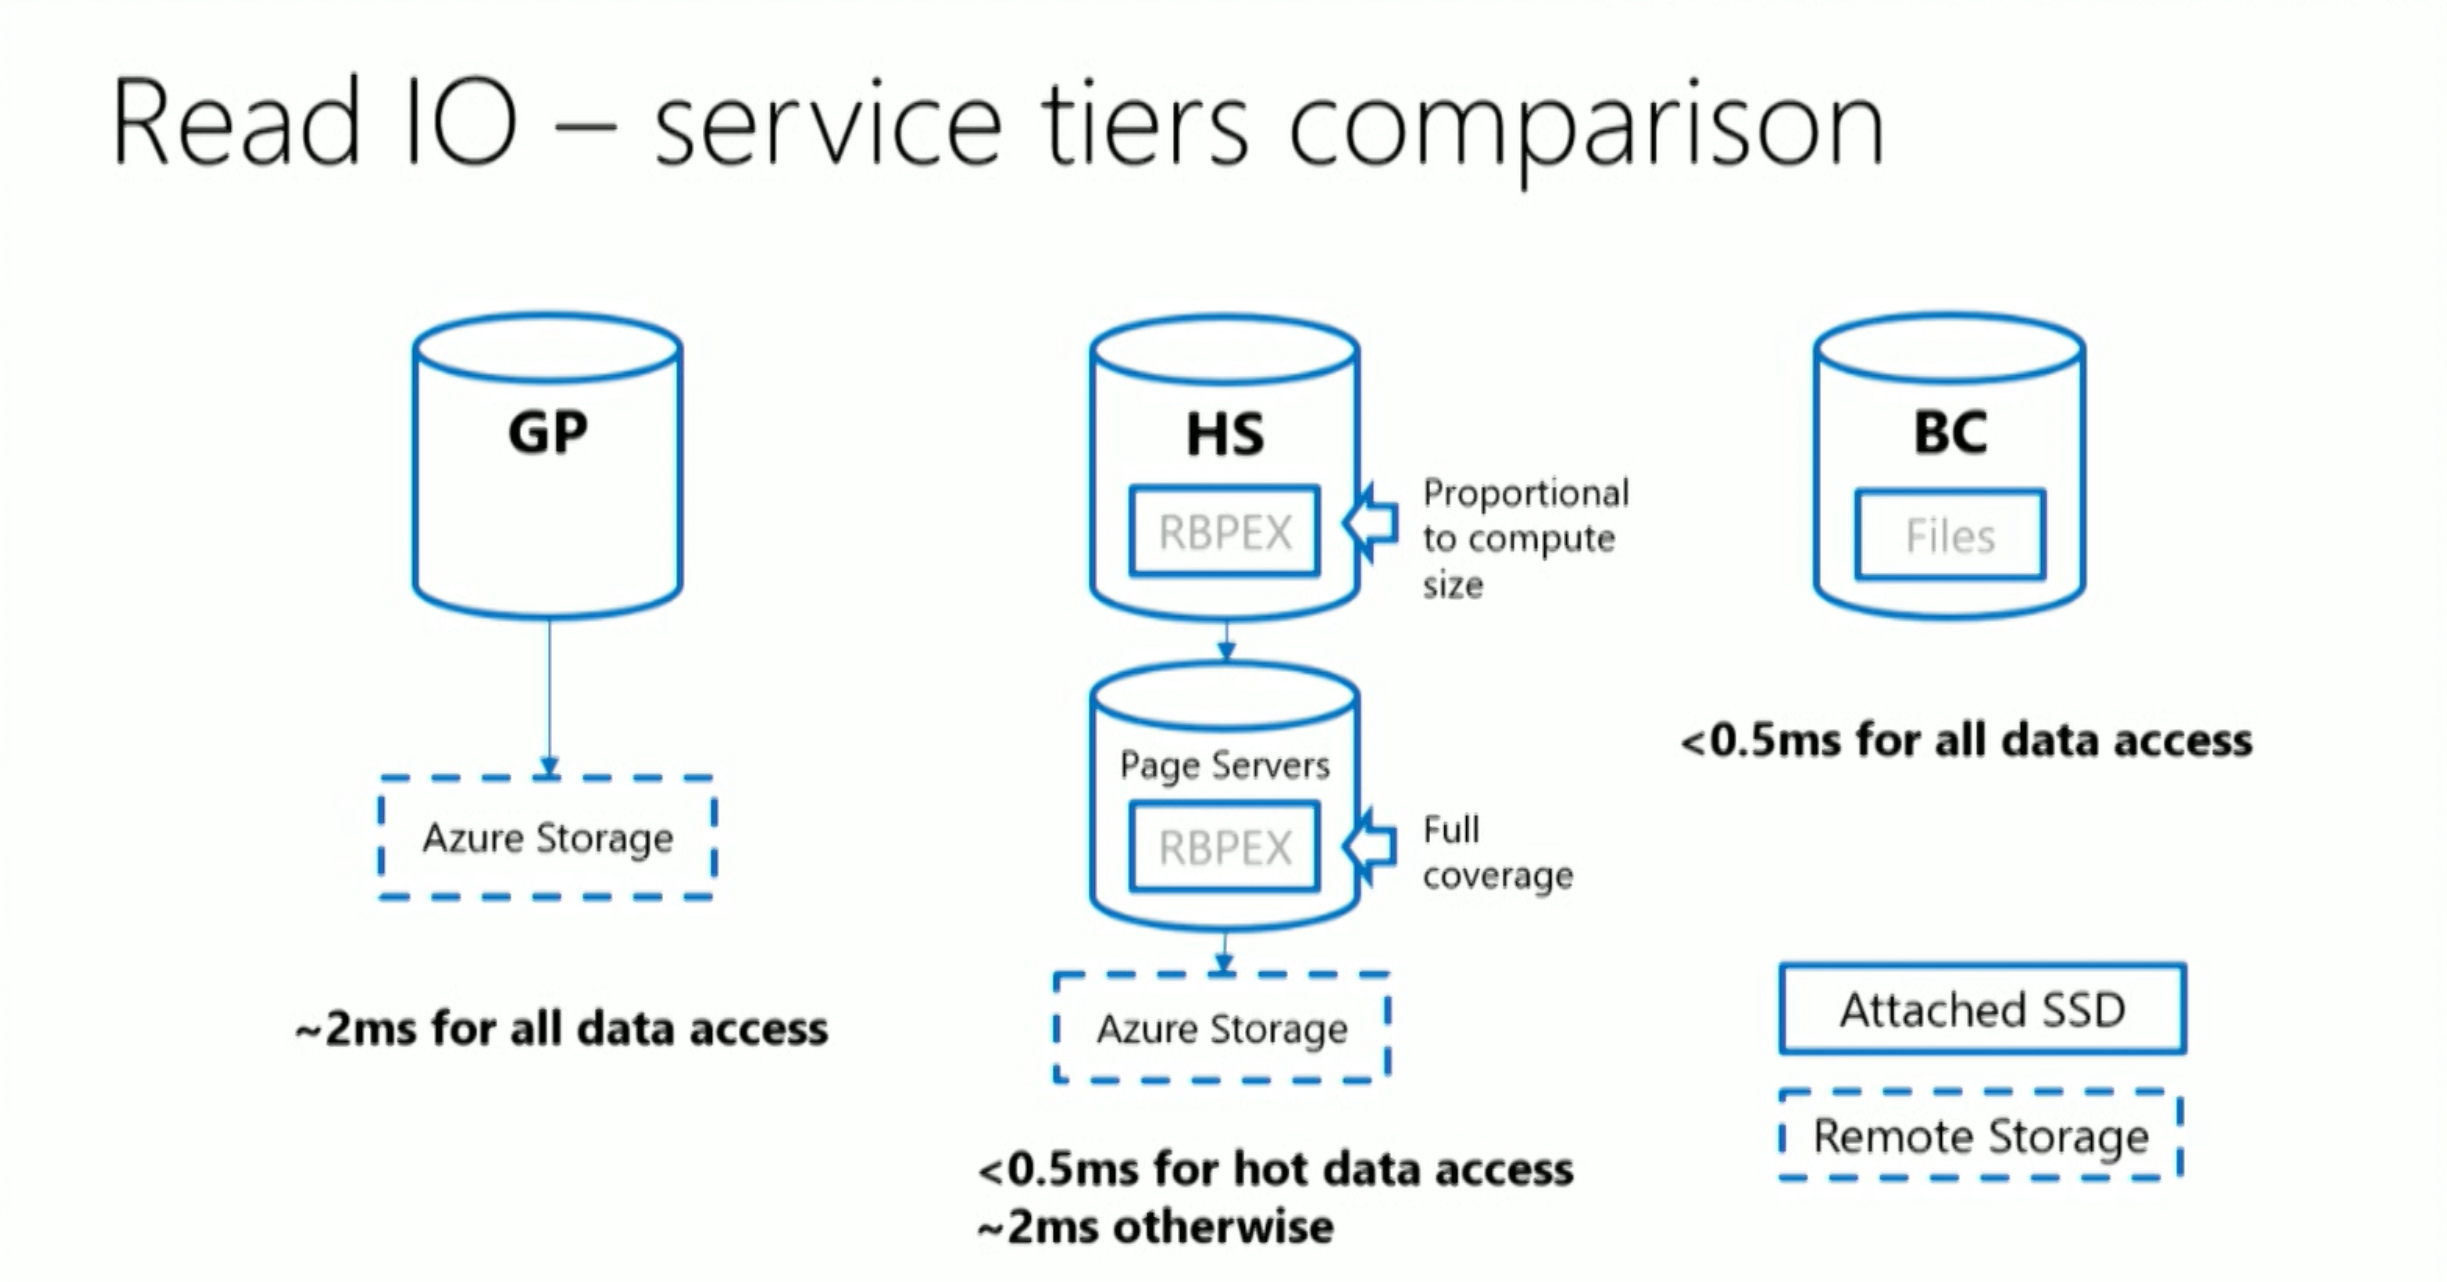 Read IO – service tiers comparison
GP
Azure Storage
~2ms for all data access
HS
RBPEX
Proportional
to compute
size
Page Servers
RBPEX
Full
coverage
Azure Storage
<0.5ms for hot data access
~2ms otherwise
BC
Files
<0.5ms for all data access
Attached SSD
Remote Storage